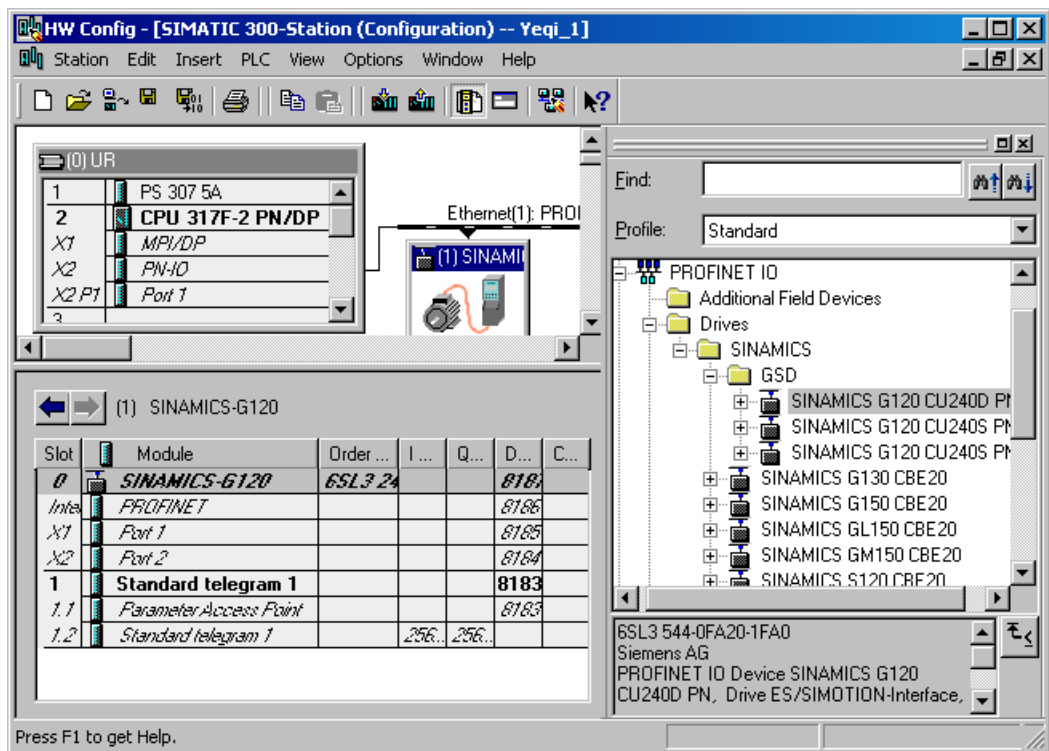 HW Config - [SIMATIC 300-Station (Configuration) -- Yeqi_1]
Station Edit Insert PLC View Options Window Help
(0) UR
1 PS 307 5A
2 CPU 317F-2 PN/DP
X1 MPI/DP
X2 PN-IO
X2 P1 Port 1
3
Ethernet(1): PROI
(1) SINAMI
Find:
Profile: Standard
PROFINET IO
Additional Field Devices
Drives
SINAMICS
GSD
SINAMICS G120 CU240D PN
SINAMICS G120 CU240S PN
SINAMICS G120 CU240S PN
SINAMICS G130 CBE20
SINAMICS G150 CBE20
SINAMICS GL150 CBE20
SINAMICS GM150 CBE20
SINAMICS S120 CBE20
6SL3 544-0FA20-1FA0
Siemens AG
PROFINET IO Device SINAMICS G120
CU240D PN, Drive ES/SIMOTION-Interface,
(1) SINAMICS-G120
Slot Module Order ... I ... Q... D... C...
0 SINAMICS-G120 6SL3 24 8187
Inte PROFINET 8186
X1 Port 1 8185
X2 Port 2 8184
1 Standard telegram 1 8183
1.1 Parameter Access Point 8183
1.2 Standard telegram 1 256... 256...
Press F1 to get Help.